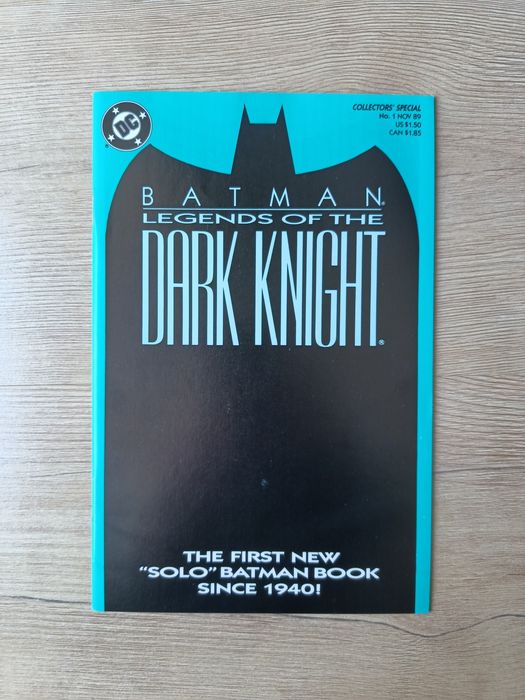 DC
COLLECTORS' SPECIAL
No. 1 NOV 89
US $1.50
CAN $1.85
BATMAN®
LEGENDS OF THE
DARK KNIGHT®
THE FIRST NEW
"SOLO" BATMAN BOOK
SINCE 1940!